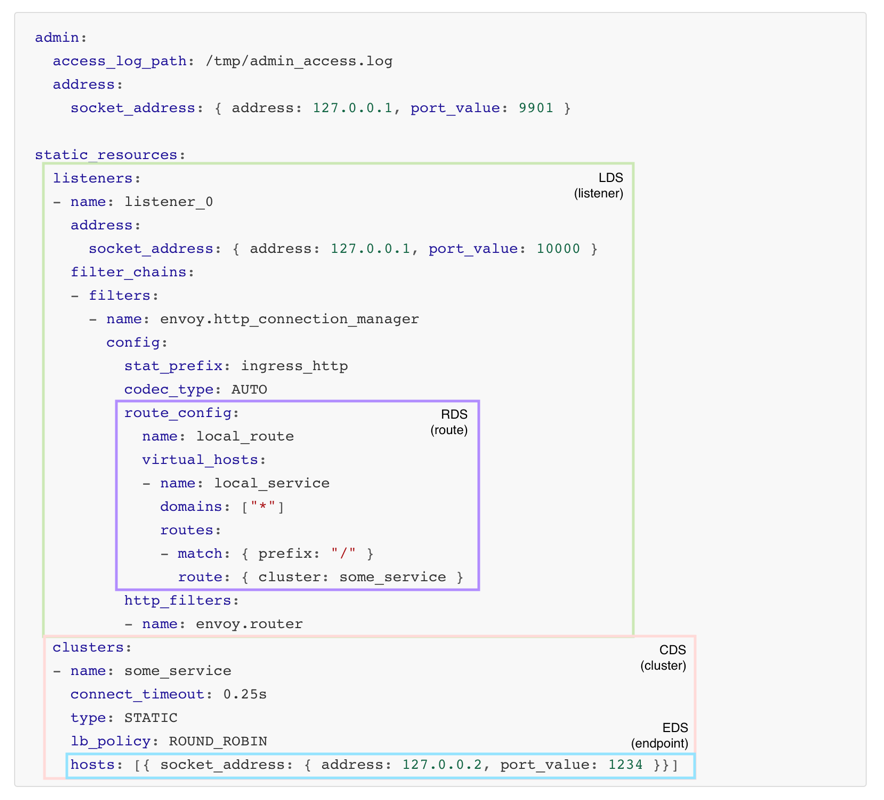 admin:
  access_log_path: /tmp/admin_access.log
  address:
    socket_address: { address: 127.0.0.1, port_value: 9901 }

static_resources:
  listeners:
LDS
(listener)
  - name: listener_0
    address:
      socket_address: { address: 127.0.0.1, port_value: 10000 }
    filter_chains:
    - filters:
      - name: envoy.http_connection_manager
        config:
          stat_prefix: ingress_http
          codec_type: AUTO
          route_config:
RDS
(route)
            name: local_route
            virtual_hosts:
            - name: local_service
              domains: ["*"]
              routes:
              - match: { prefix: "/" }
                route: { cluster: some_service }
          http_filters:
          - name: envoy.router
  clusters:
CDS
(cluster)
  - name: some_service
    connect_timeout: 0.25s
    type: STATIC
EDS
(endpoint)
    lb_policy: ROUND_ROBIN
    hosts: [{ socket_address: { address: 127.0.0.2, port_value: 1234 }}]